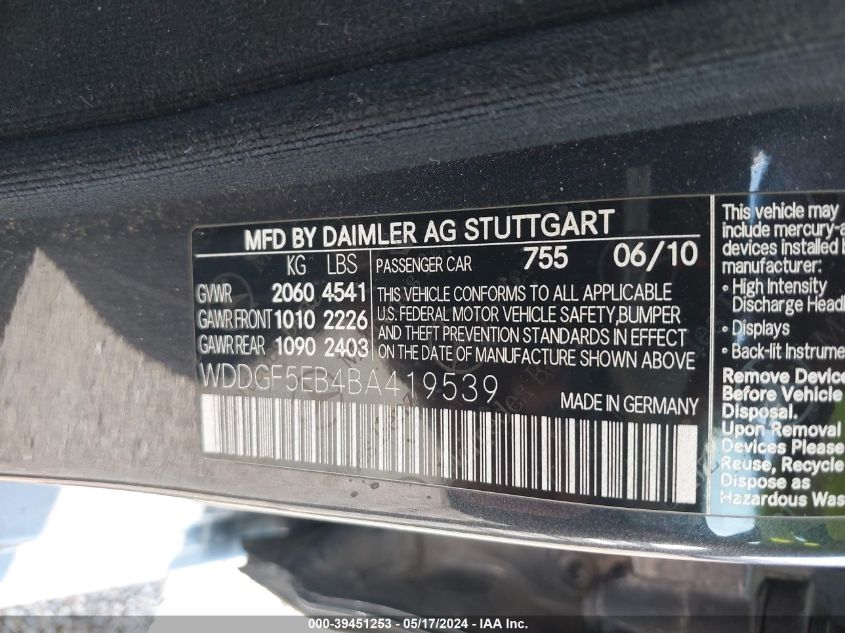 MFD BY DAIMLER AG STUTTGART
KG LBS
GVWR 2060 4541
GAWR FRONT 1010 2226
GAWR REAR 1090 2403
PASSENGER CAR 755 06/10
THIS VEHICLE CONFORMS TO ALL APPLICABLE
U.S. FEDERAL MOTOR VEHICLE SAFETY,BUMPER
AND THEFT PREVENTION STANDARDS IN EFFECT
ON THE DATE OF MANUFACTURE SHOWN ABOVE
WDDGF5EB4BA419539
MADE IN GERMANY
This vehicle may
include mercury-a
devices installed b
manufacturer:
• High Intensity
Discharge Headl
• Displays
• Back-lit Instrume
Remove Device
Before Vehicle
Disposal.
Upon Removal
Devices Please
Reuse, Recycle
Dispose as
Hazardous Was
000-39451253 — 05/17/2024 — IAA Inc.